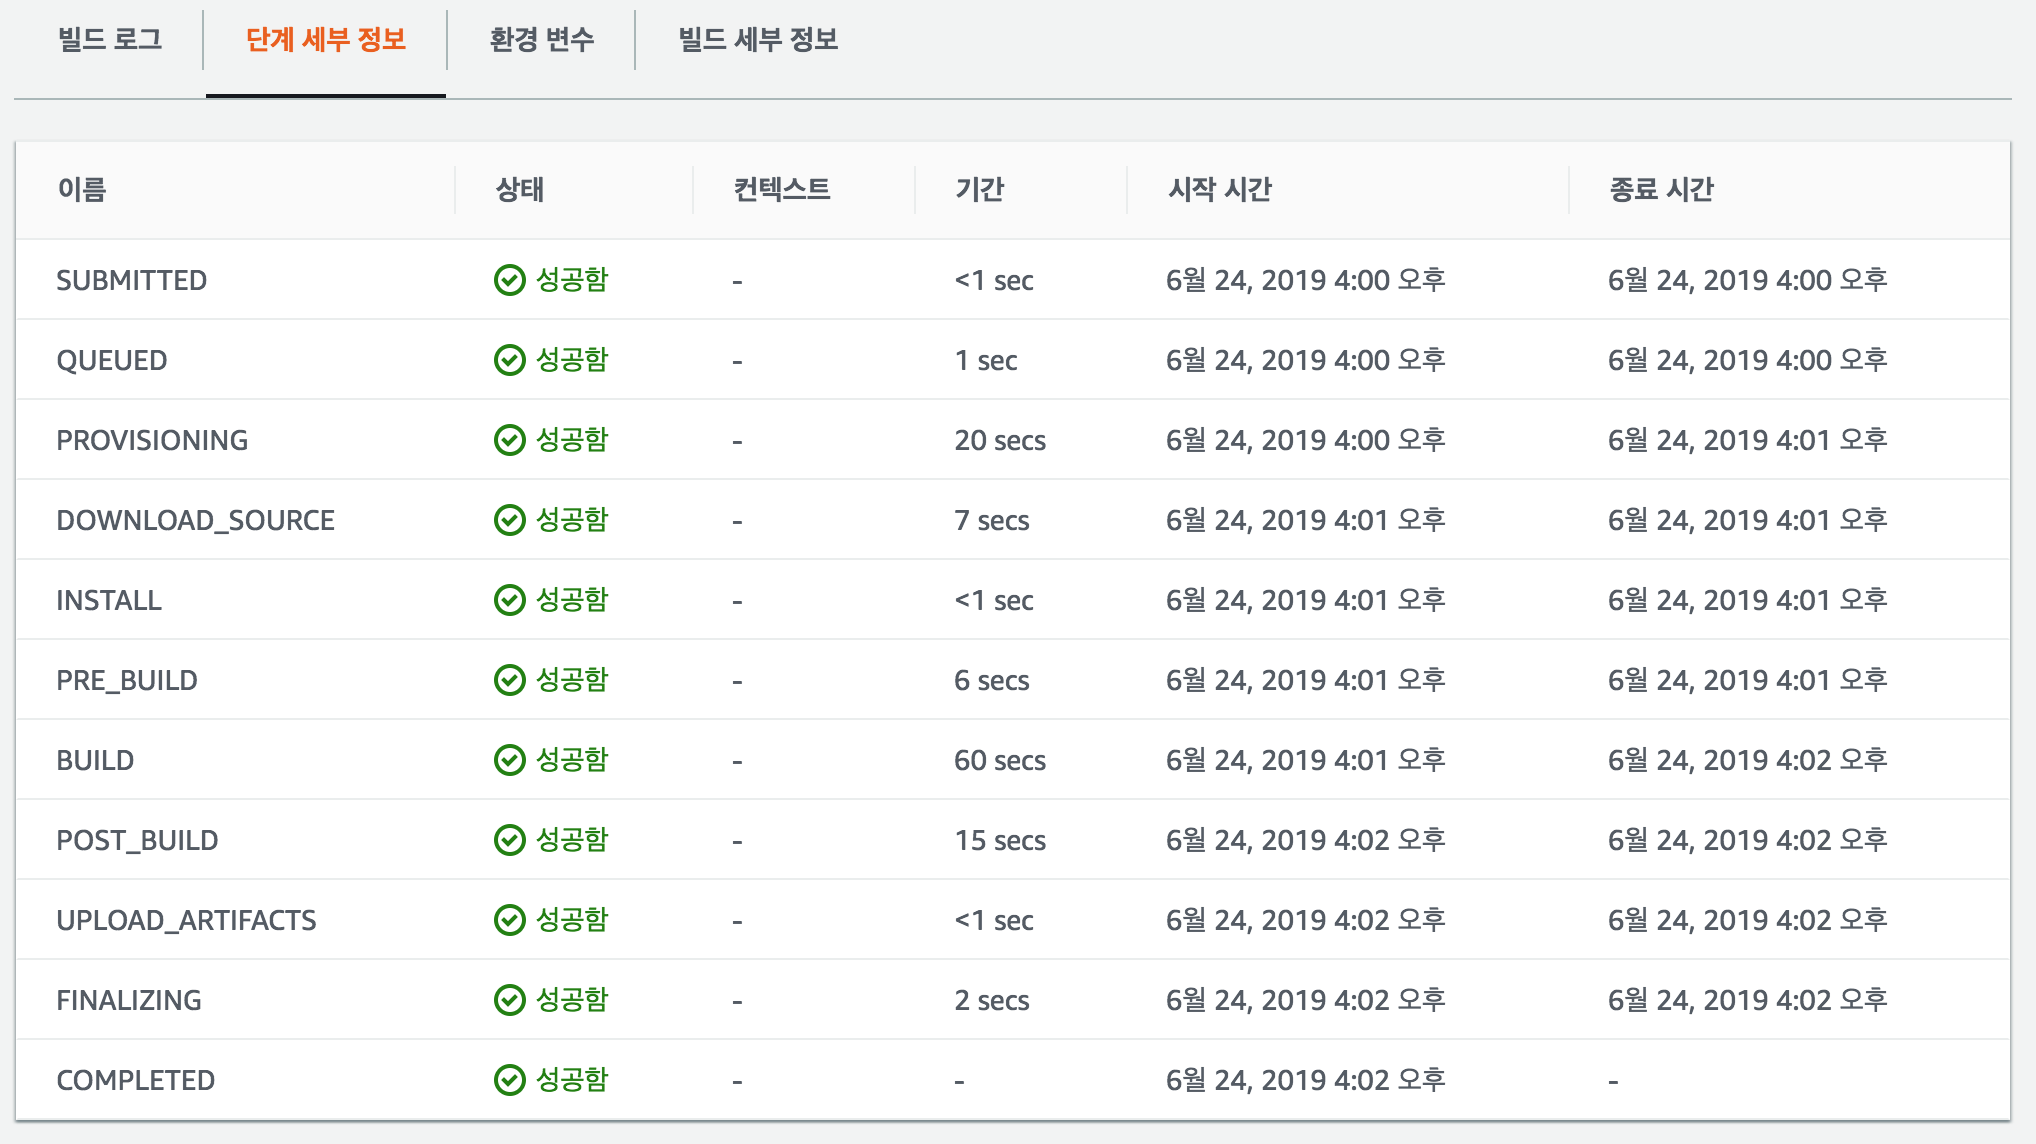 빌드 로그 단계 세부 정보 환경 변수 빌드 세부 정보
이름 상태 컨텍스트 기간 시작 시간 종료 시간
SUBMITTED 성공함 - <1 sec 6월 24, 2019 4:00 오후 6월 24, 2019 4:00 오후
QUEUED 성공함 - 1 sec 6월 24, 2019 4:00 오후 6월 24, 2019 4:00 오후
PROVISIONING 성공함 - 20 secs 6월 24, 2019 4:00 오후 6월 24, 2019 4:01 오후
DOWNLOAD_SOURCE 성공함 - 7 secs 6월 24, 2019 4:01 오후 6월 24, 2019 4:01 오후
INSTALL 성공함 - <1 sec 6월 24, 2019 4:01 오후 6월 24, 2019 4:01 오후
PRE_BUILD 성공함 - 6 secs 6월 24, 2019 4:01 오후 6월 24, 2019 4:01 오후
BUILD 성공함 - 60 secs 6월 24, 2019 4:01 오후 6월 24, 2019 4:02 오후
POST_BUILD 성공함 - 15 secs 6월 24, 2019 4:02 오후 6월 24, 2019 4:02 오후
UPLOAD_ARTIFACTS 성공함 - <1 sec 6월 24, 2019 4:02 오후 6월 24, 2019 4:02 오후
FINALIZING 성공함 - 2 secs 6월 24, 2019 4:02 오후 6월 24, 2019 4:02 오후
COMPLETED 성공함 - - 6월 24, 2019 4:02 오후 -